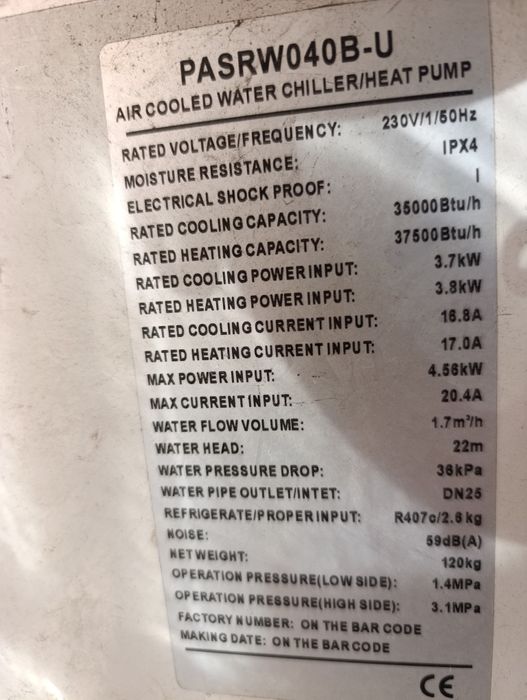 PASRW040B-U
AIR COOLED WATER CHILLER/HEAT PUMP
RATED VOLTAGE/FREQUENCY: 230V/1/50Hz
MOISTURE RESISTANCE: IPX4
ELECTRICAL SHOCK PROOF: I
RATED COOLING CAPACITY: 35000Btu/h
RATED HEATING CAPACITY: 37500Btu/h
RATED COOLING POWER INPUT: 3.7kW
RATED HEATING POWER INPUT: 3.8kW
RATED COOLING CURRENT INPUT: 16.8A
RATED HEATING CURRENT INPUT: 17.0A
MAX POWER INPUT: 4.56kW
MAX CURRENT INPUT: 20.4A
WATER FLOW VOLUME: 1.7m³/h
WATER HEAD: 22m
WATER PRESSURE DROP: 36kPa
WATER PIPE OUTLET/INTET: DN25
REFRIGERATE/PROPER INPUT: R407c/2.6kg
NOISE: 59dB(A)
NET WEIGHT: 120kg
OPERATION PRESSURE(LOW SIDE): 1.4MPa
OPERATION PRESSURE(HIGH SIDE): 3.1MPa
FACTORY NUMBER: ON THE BAR CODE
MAKING DATE: ON THE BAR CODE
CE